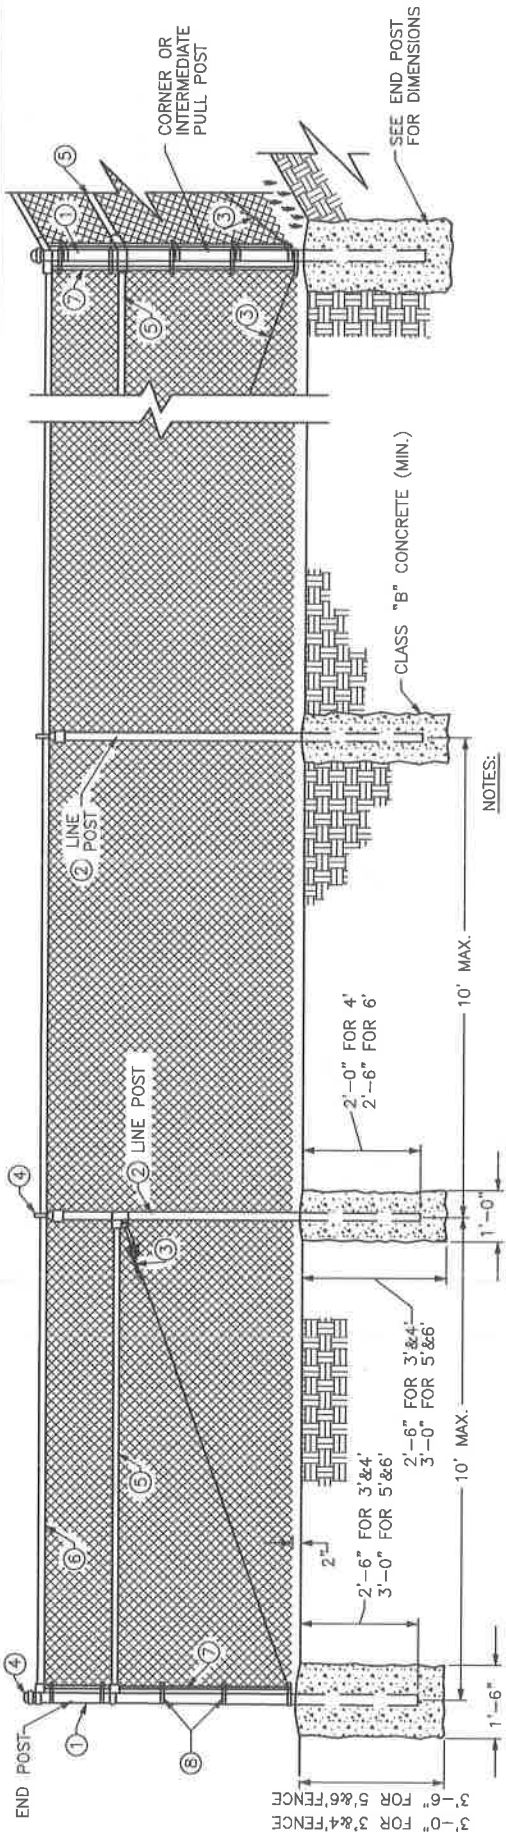 END POST
④
①
⑧
⑦
⑥
⑤
③
④
② LINE POST
② LINE
POST
⑦
①
⑤
⑤
③
③
CORNER OR
INTERMEDIATE
PULL POST
SEE END POST
FOR DIMENSIONS
CLASS "B" CONCRETE (MIN.)
3'-0" FOR 3'&4'FENCE
3'-6" FOR 5'&6'FENCE
1'-6"
2'-6" FOR 3'&4'
3'-0" FOR 5'&6'
2"
10' MAX.
2'-6" FOR 3'&4'
3'-0" FOR 5'&6'
1'-0"
2'-0" FOR 4'
2'-6" FOR 6'
10' MAX.
NOTES: